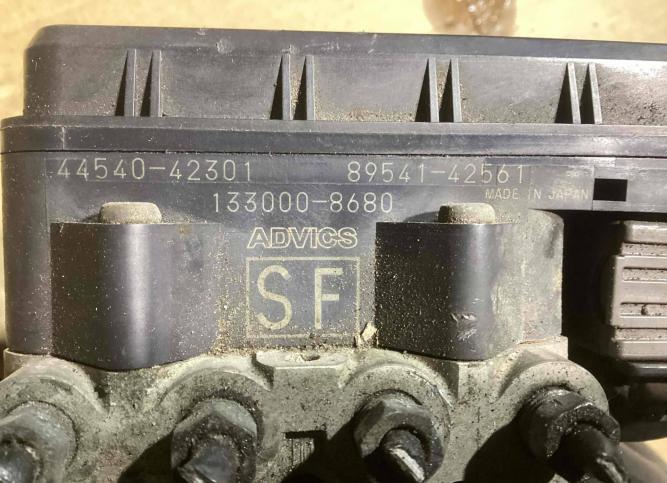 44540-42301 89541-42561
133000-8680 MADE IN JAPAN
ADVICS
SF